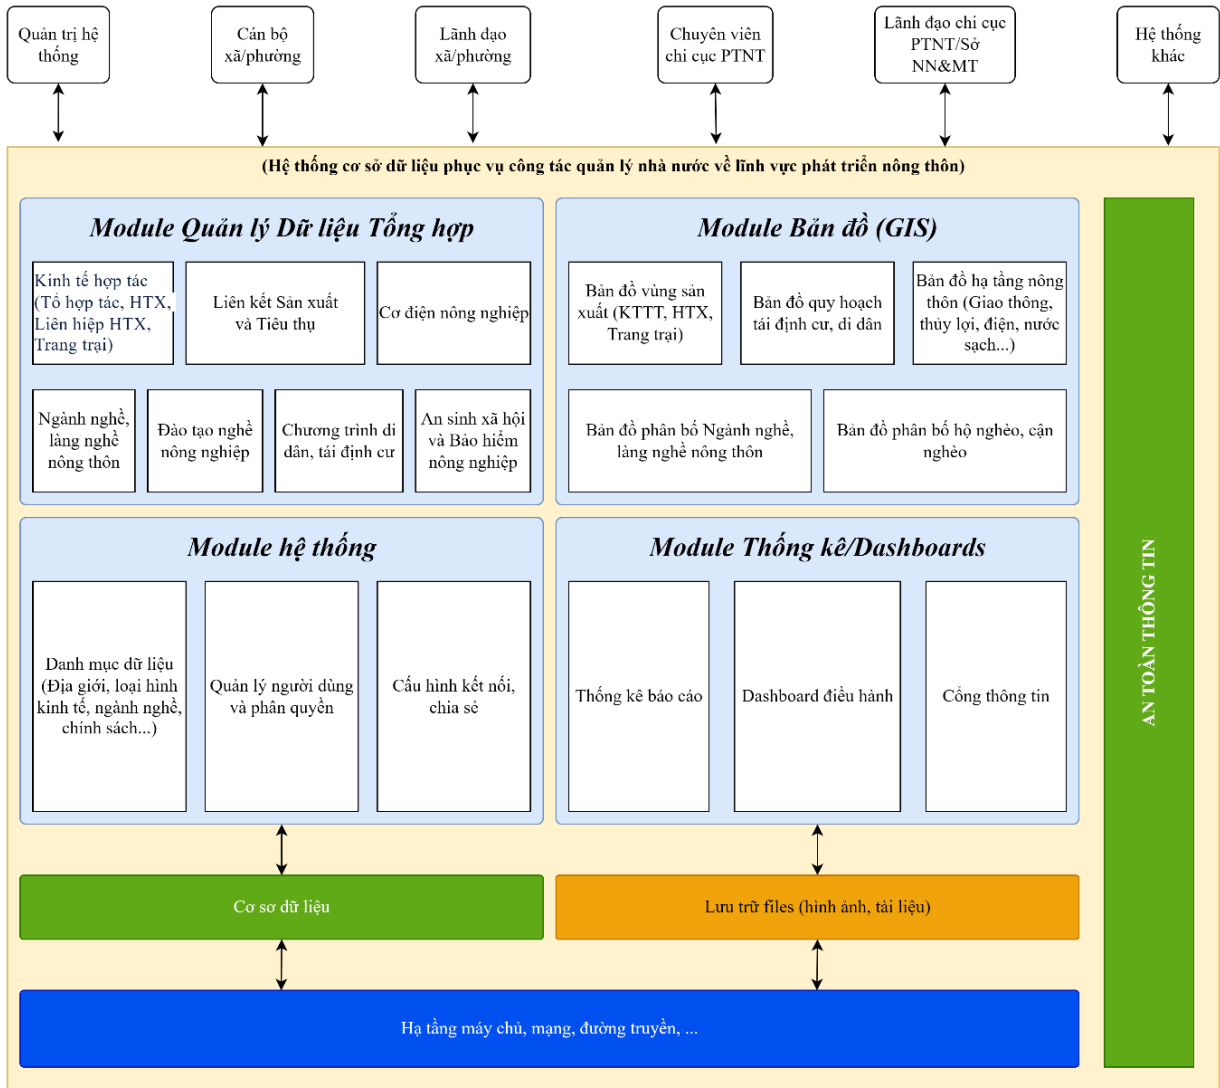 Quản trị hệ
thống
Cán bộ
xã/phường
Lãnh đạo
xã/phường
Chuyên viên
chi cục PTNT
Lãnh đạo chi cục
PTNT/Sở
NN&MT
Hệ thống
khác
(Hệ thống cơ sở dữ liệu phục vụ công tác quản lý nhà nước về lĩnh vực phát triển nông thôn)
Module Quản lý Dữ liệu Tổng hợp
Kinh tế hợp tác
(Tổ hợp tác, HTX,
Liên hiệp HTX,
Trang trại)
Liên kết Sản xuất
và Tiêu thụ
Cơ điện nông nghiệp
Ngành nghề,
làng nghề
nông thôn
Đào tạo nghề
nông nghiệp
Chương trình di
dân, tái định cư
An sinh xã hội
và Bảo hiểm
nông nghiệp
Module Bản đồ (GIS)
Bản đồ vùng sản
xuất (KTTT, HTX,
Trang trại)
Bản đồ quy hoạch
tái định cư, di dân
Bản đồ hạ tầng nông
thôn (Giao thông,
thủy lợi, điện, nước
sạch...)
Bản đồ phân bố Ngành nghề,
làng nghề nông thôn
Bản đồ phân bố hộ nghèo, cận
nghèo
Module hệ thống
Danh mục dữ liệu
(Địa giới, loại hình
kinh tế, ngành nghề,
chính sách...)
Quản lý người dùng
và phân quyền
Cấu hình kết nối,
chia sẻ
Module Thống kê/Dashboards
Thống kê báo cáo
Dashboard điều hành
Cổng thông tin
AN TOÀN THÔNG TIN
Cơ sơ dữ liệu
Lưu trữ files (hình ảnh, tài liệu)
Hạ tầng máy chủ, mạng, đường truyền, ...